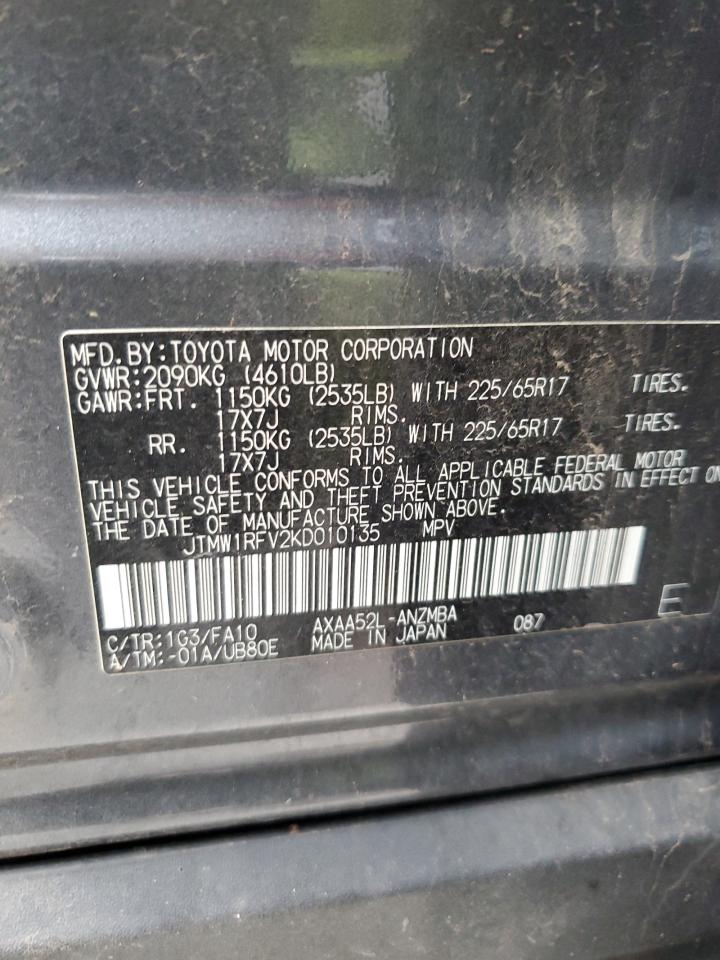 MFD.BY:TOYOTA MOTOR CORPORATION
GVWR:2090KG (4610LB)
GAWR:FRT. 1150KG (2535LB) WITH 225/65R17 TIRES.
17X7J RIMS.
RR. 1150KG (2535LB) WITH 225/65R17 TIRES.
17X7J RIMS.
THIS VEHICLE CONFORMS TO ALL APPLICABLE FEDERAL MOTOR
VEHICLE SAFETY AND THEFT PREVENTION STANDARDS IN EFFECT ON
THE DATE OF MANUFACTURE SHOWN ABOVE.
JTMW1RFV2KD010135 MPV
C/TR:1G3/FA10 AXAA52L-ANZMBA 087 E
A/TM:-01A/UB80E MADE IN JAPAN